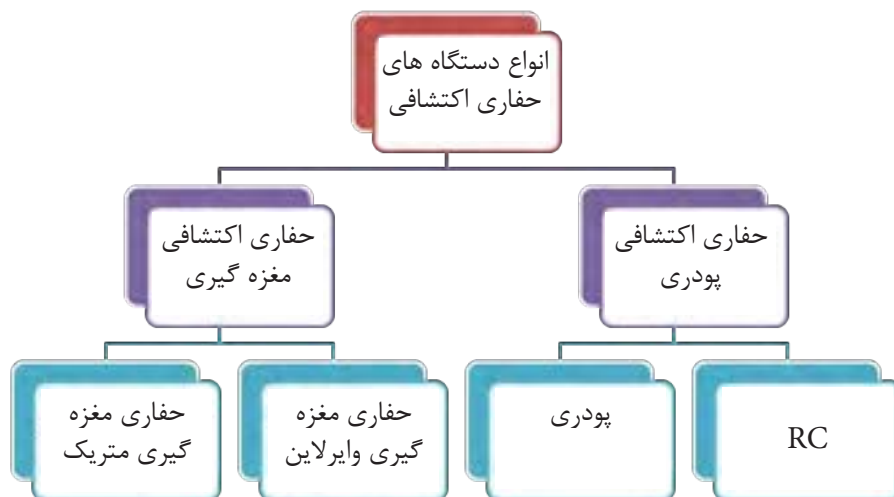 انواع دستگاه های
حفاری اکتشافی
حفاری اکتشافی
پودری
حفاری اکتشافی
مغزه گیری
RC
پودری
حفاری مغزه
گیری وایرلاین
حفاری مغزه
گیری متریک